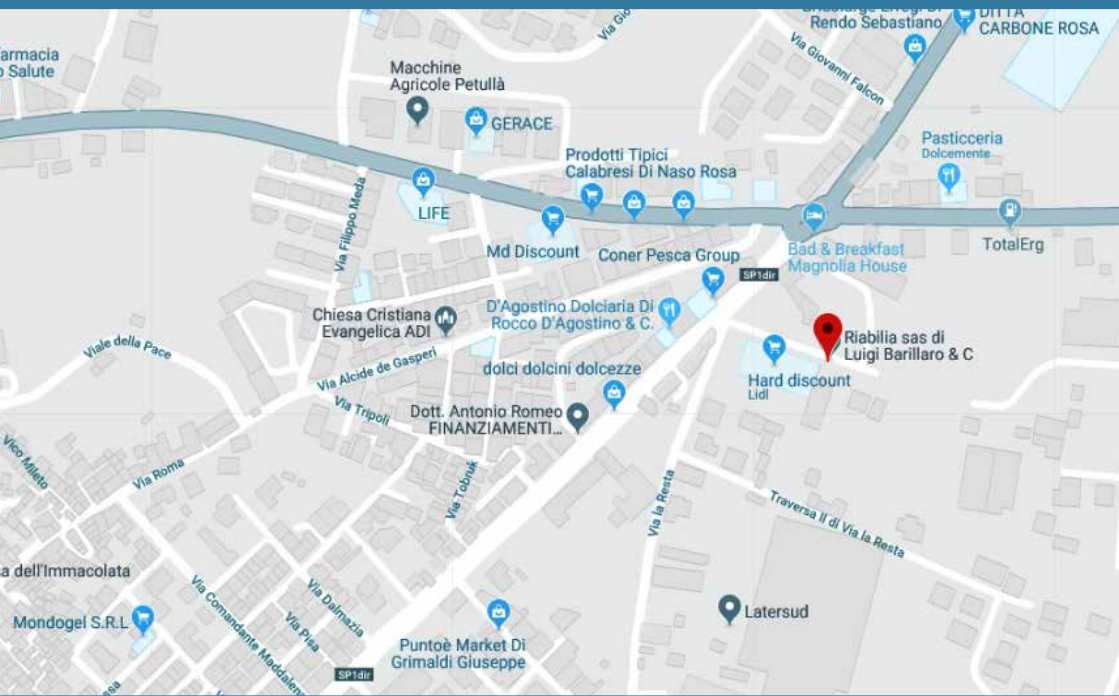 Rendo Sebastiano
DITTA
CARBONE ROSA
Via Gio
armacia
o Salute
Via Giovanni Falcon
Macchine
Agricole Petullà
GERACE
Pasticceria
Dolcemente
Prodotti Tipici
Calabresi Di Naso Rosa
LIFE
Via Filippo Meda
Md Discount
Coner Pesca Group
Bad & Breakfast
Magnolia House
TotalErg
SP1dir
Chiesa Cristiana
Evangelica ADI
D'Agostino Dolciaria Di
Rocco D'Agostino & C.
Riabilia sas di
Luigi Barillaro & C
Viale della Pace
Via Alcide de Gasperi
dolci dolcini dolcezze
Hard discount
Lidl
Via Tripoli
Dott. Antonio Romeo
FINANZIAMENTI...
Vico Mileto
Via Roma
Via Tobruk
Via la Resta
Traversa II di Via la Resta
a dell'Immacolata
Via Comandante Maddalen
Via Dalmazia
Via Pisa
Mondogel S.R.L
Latersud
Puntoè Market Di
Grimaldi Giuseppe
SP1dir